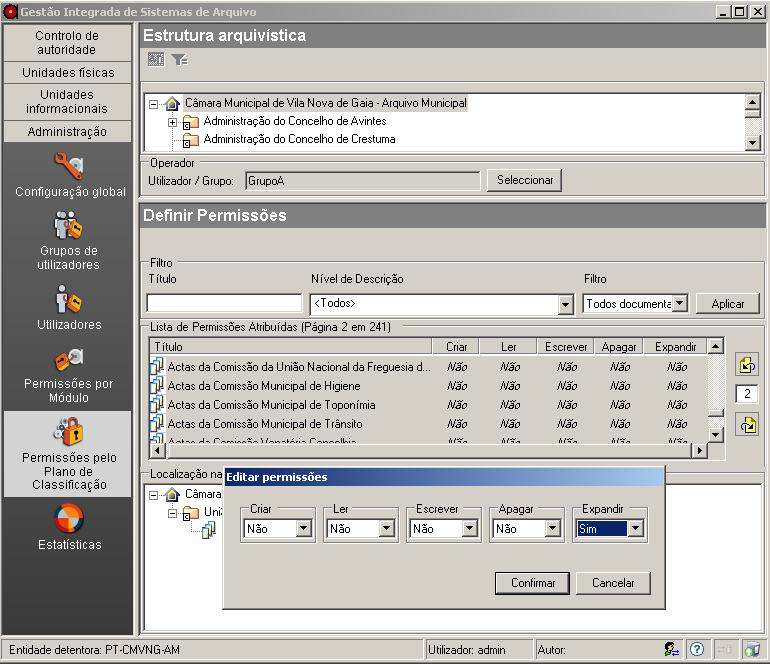 Gestão Integrada de Sistemas de Arquivo
Controlo de
autoridade
Unidades físicas
Unidades
informacionais
Administração
Configuração global
Grupos de
utilizadores
Utilizadores
Permissões por
Módulo
Permissões pelo
Plano de
Classificação
Estatísticas
Estrutura arquivística
Câmara Municipal de Vila Nova de Gaia - Arquivo Municipal
Administração do Concelho de Avintes
Administração do Concelho de Crestuma
Operador
Utilizador / Grupo: GrupoA Seleccionar
Definir Permissões
Filtro
Título Nível de Descrição Filtro
<Todos> Todos documenta Aplicar
Lista de Permissões Atribuídas (Página 2 em 241)
Título Criar Ler Escrever Apagar Expandir
Actas da Comissão da União Nacional da Freguesia d... Não Não Não Não Não
Actas da Comissão Municipal de Higiene Não Não Não Não Não
Actas da Comissão Municipal de Toponímia Não Não Não Não Não
Actas da Comissão Municipal de Trânsito Não Não Não Não Não
Actas da Comissão Venatória Concelhia Não Não Não Não Não
2
Localização na
Câmara
Uni
Editar permissões
Criar Ler Escrever Apagar Expandir
Não Não Não Não Sim
Confirmar Cancelar
Entidade detentora: PT-CMVNG-AM Utilizador: admin Autor: